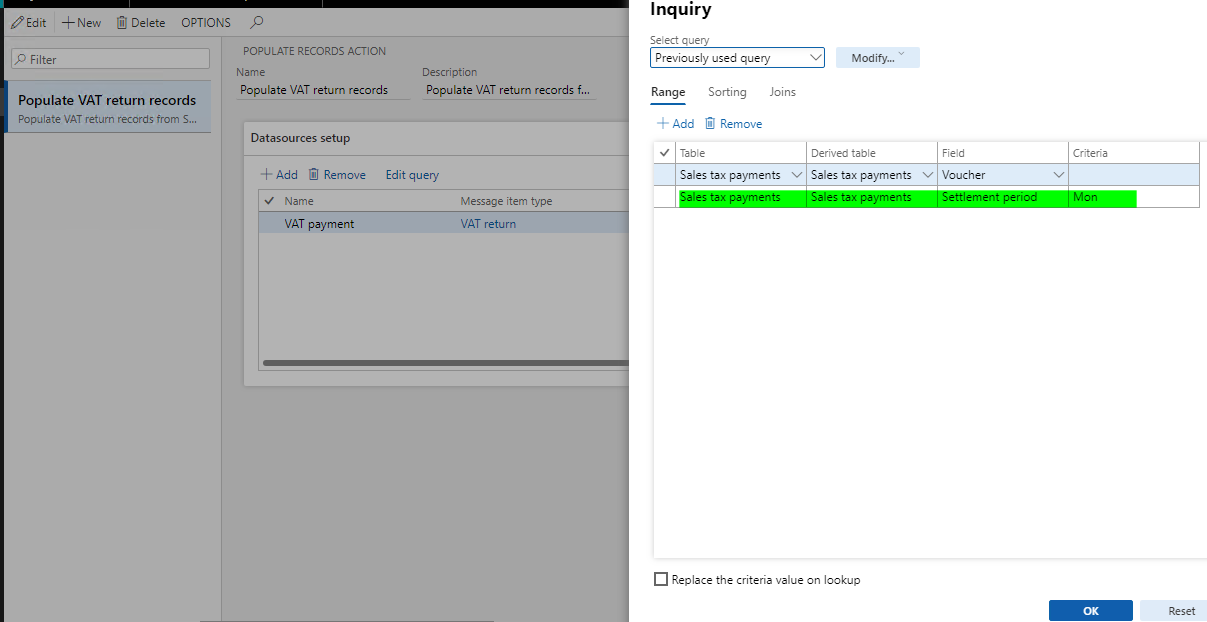 Edit
New
Delete
OPTIONS
Filter
Populate VAT return records
Populate VAT return records from S...
POPULATE RECORDS ACTION
Name
Description
Populate VAT return records
Populate VAT return records f...
Datasources setup
Add
Remove
Edit query
Name
Message item type
VAT payment
VAT return
Inquiry
Select query
Previously used query
Modify...
Range
Sorting
Joins
Add
Remove
Table
Derived table
Field
Criteria
Sales tax payments
Sales tax payments
Voucher
Sales tax payments
Sales tax payments
Settlement period
Mon
Replace the criteria value on lookup
OK
Reset